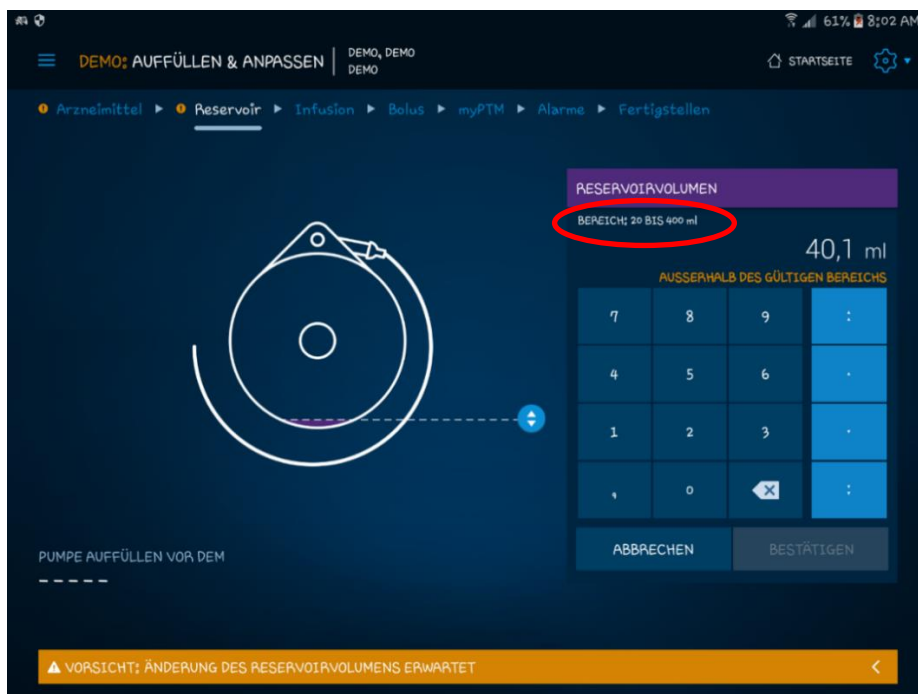 61% 8:02 AM
DEMO: AUFFÜLLEN & ANPASSEN
DEMO, DEMO
DEMO
STARTSEITE
Arzneimittel ▶ Reservoir ▶ Infusion ▶ Bolus ▶ myPTM ▶ Alarme ▶ Fertigstellen
RESERVOIRVOLUMEN
BEREICH: 20 BIS 400 ml
40,1 ml
AUSSERHALB DES GÜLTIGEN BEREICHS
7 8 9 :
4 5 6 .
1 2 3 .
, 0 :
ABBRECHEN BESTÄTIGEN
PUMPE AUFFÜLLEN VOR DEM
-----
VORSICHT: ÄNDERUNG DES RESERVOIRVOLUMENS ERWARTET